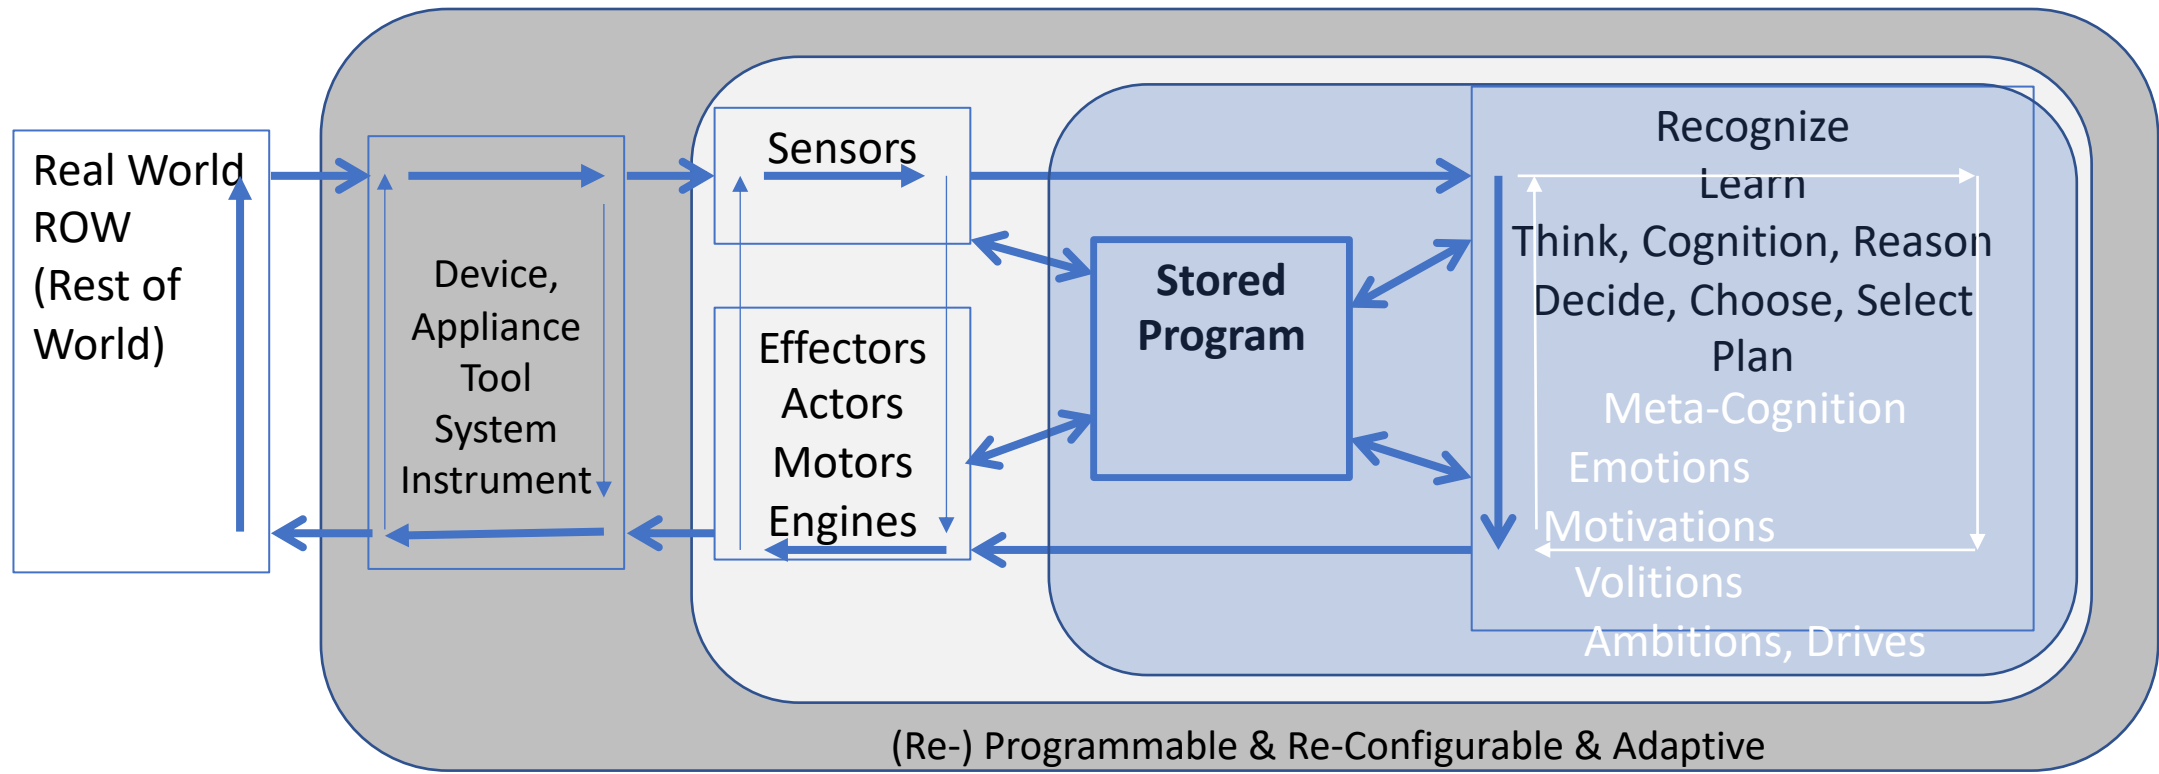 Real World
ROW
(Rest of
World)
Device,
Appliance
Tool
System
Instrument
Sensors
Effectors
Actors
Motors
Engines
Stored
Program
Recognize
Learn
Think, Cognition, Reason
Decide, Choose, Select
Plan
Meta-Cognition
Emotions
Motivations
Volitions
Ambitions, Drives
(Re-) Programmable & Re-Configurable & Adaptive